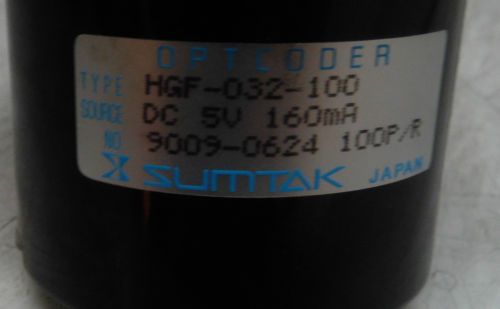 OPTCODER
TYPE HGF-032-100
SOURCE DC 5V 160mA
NO. 9009-0624 100P/R
SUMTAK JAPAN